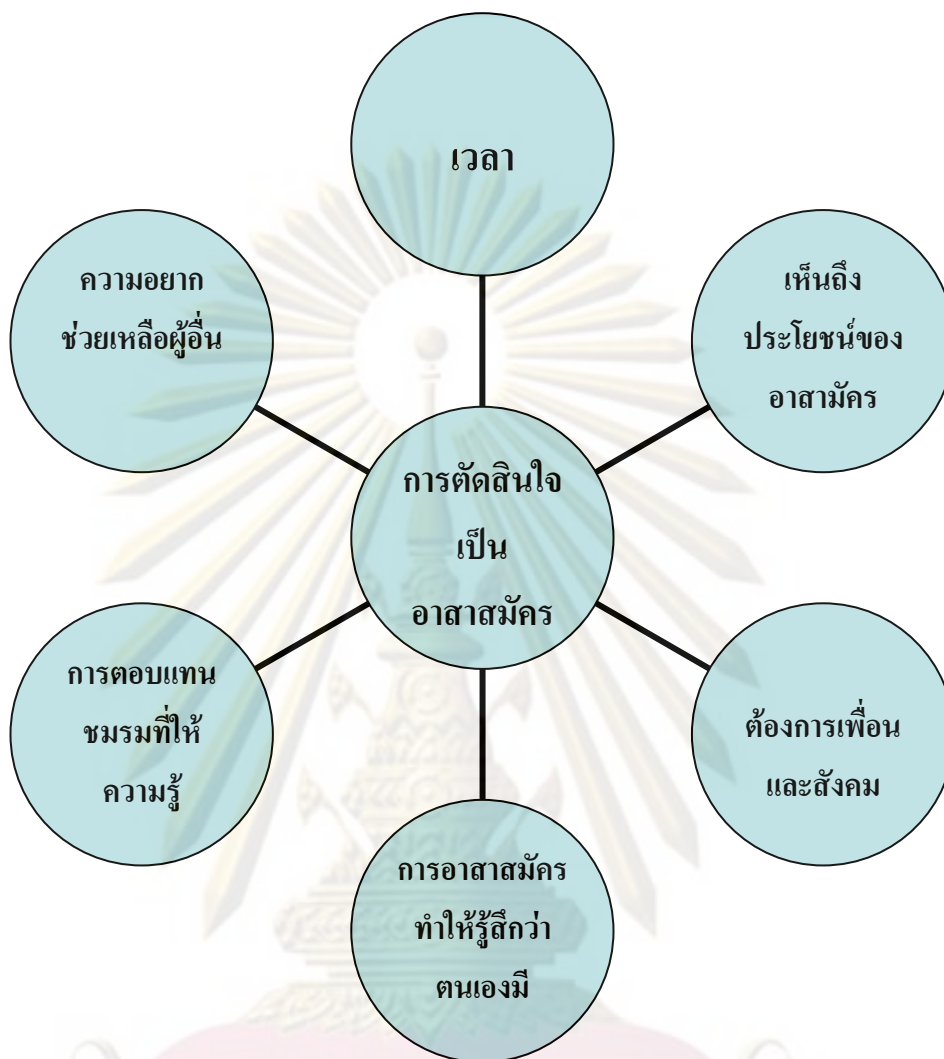 เวลา
เห็นถึง
ประโยชน์ของ
อาสามัคร
ต้องการเพื่อน
และสังคม
การอาสาสมัคร
ทำให้รู้สึกว่า
ตนเองมี
การตอบแทน
ชมรมที่ให้
ความรู้
ความอยาก
ช่วยเหลือผู้อื่น
การตัดสินใจ
เป็น
อาสาสมัคร